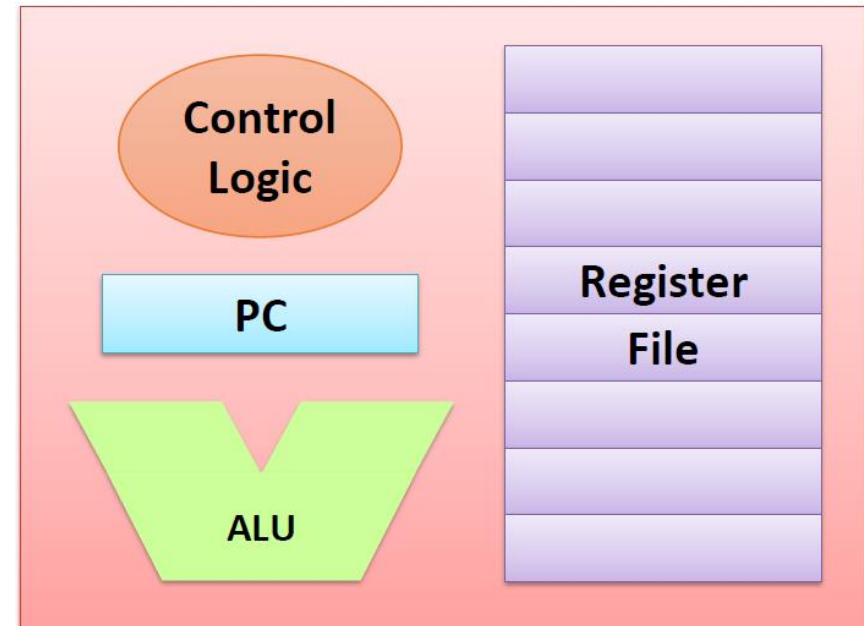 Control
Logic
PC
ALU
Register
File